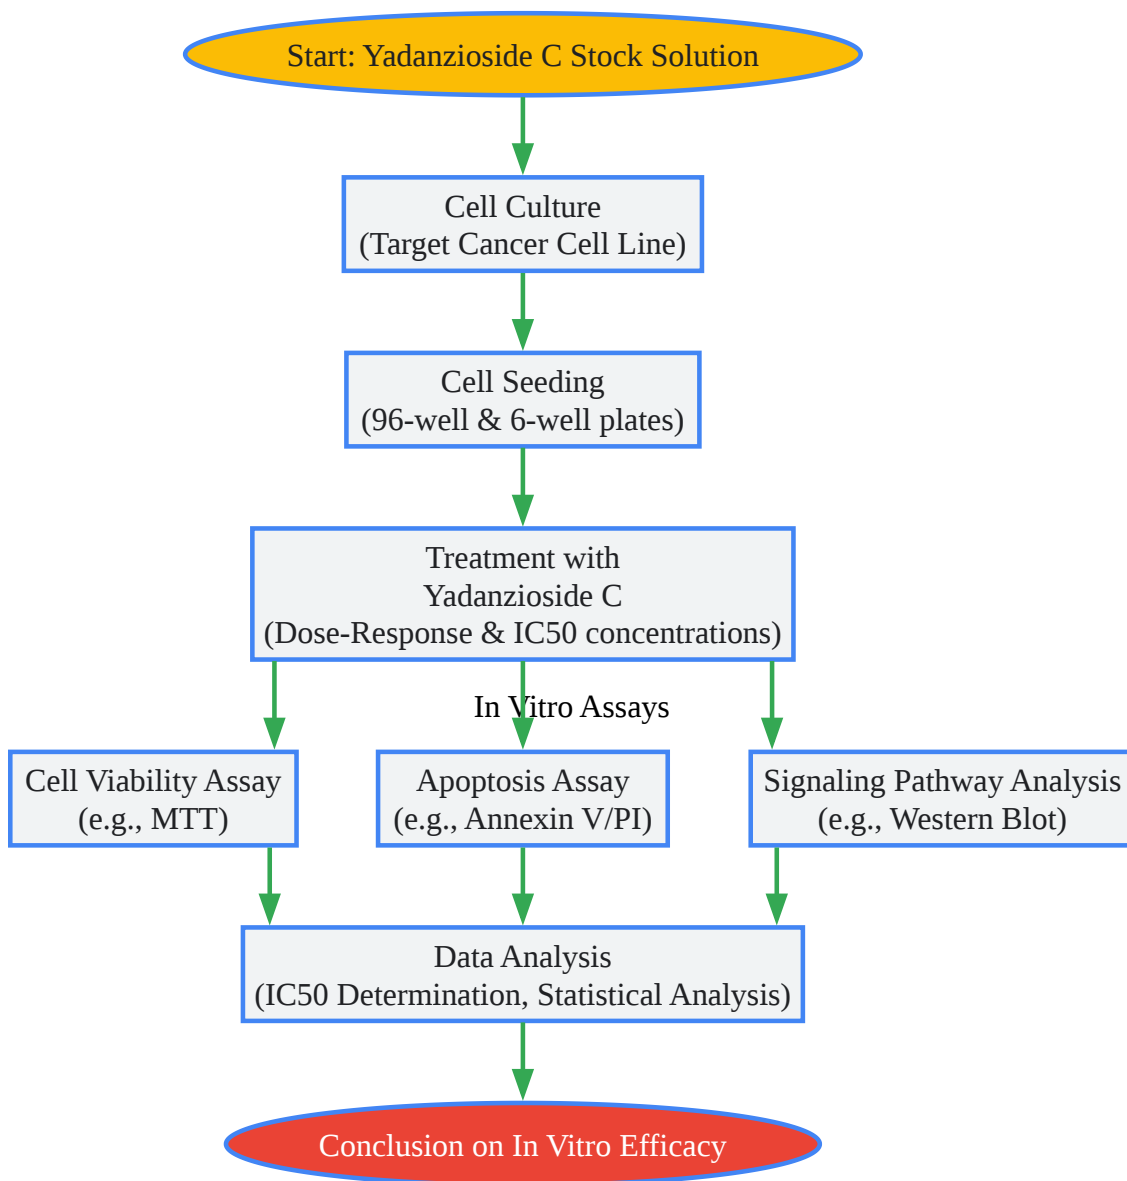 Start: Yadanzioside C Stock Solution
Cell Culture
(Target Cancer Cell Line)
Cell Seeding
(96-well & 6-well plates)
Treatment with
Yadanzioside C
(Dose-Response & IC50 concentrations)
In Vitro Assays
Cell Viability Assay
(e.g., MTT)
Apoptosis Assay
(e.g., Annexin V/PI)
Signaling Pathway Analysis
(e.g., Western Blot)
Data Analysis
(IC50 Determination, Statistical Analysis)
Conclusion on In Vitro Efficacy